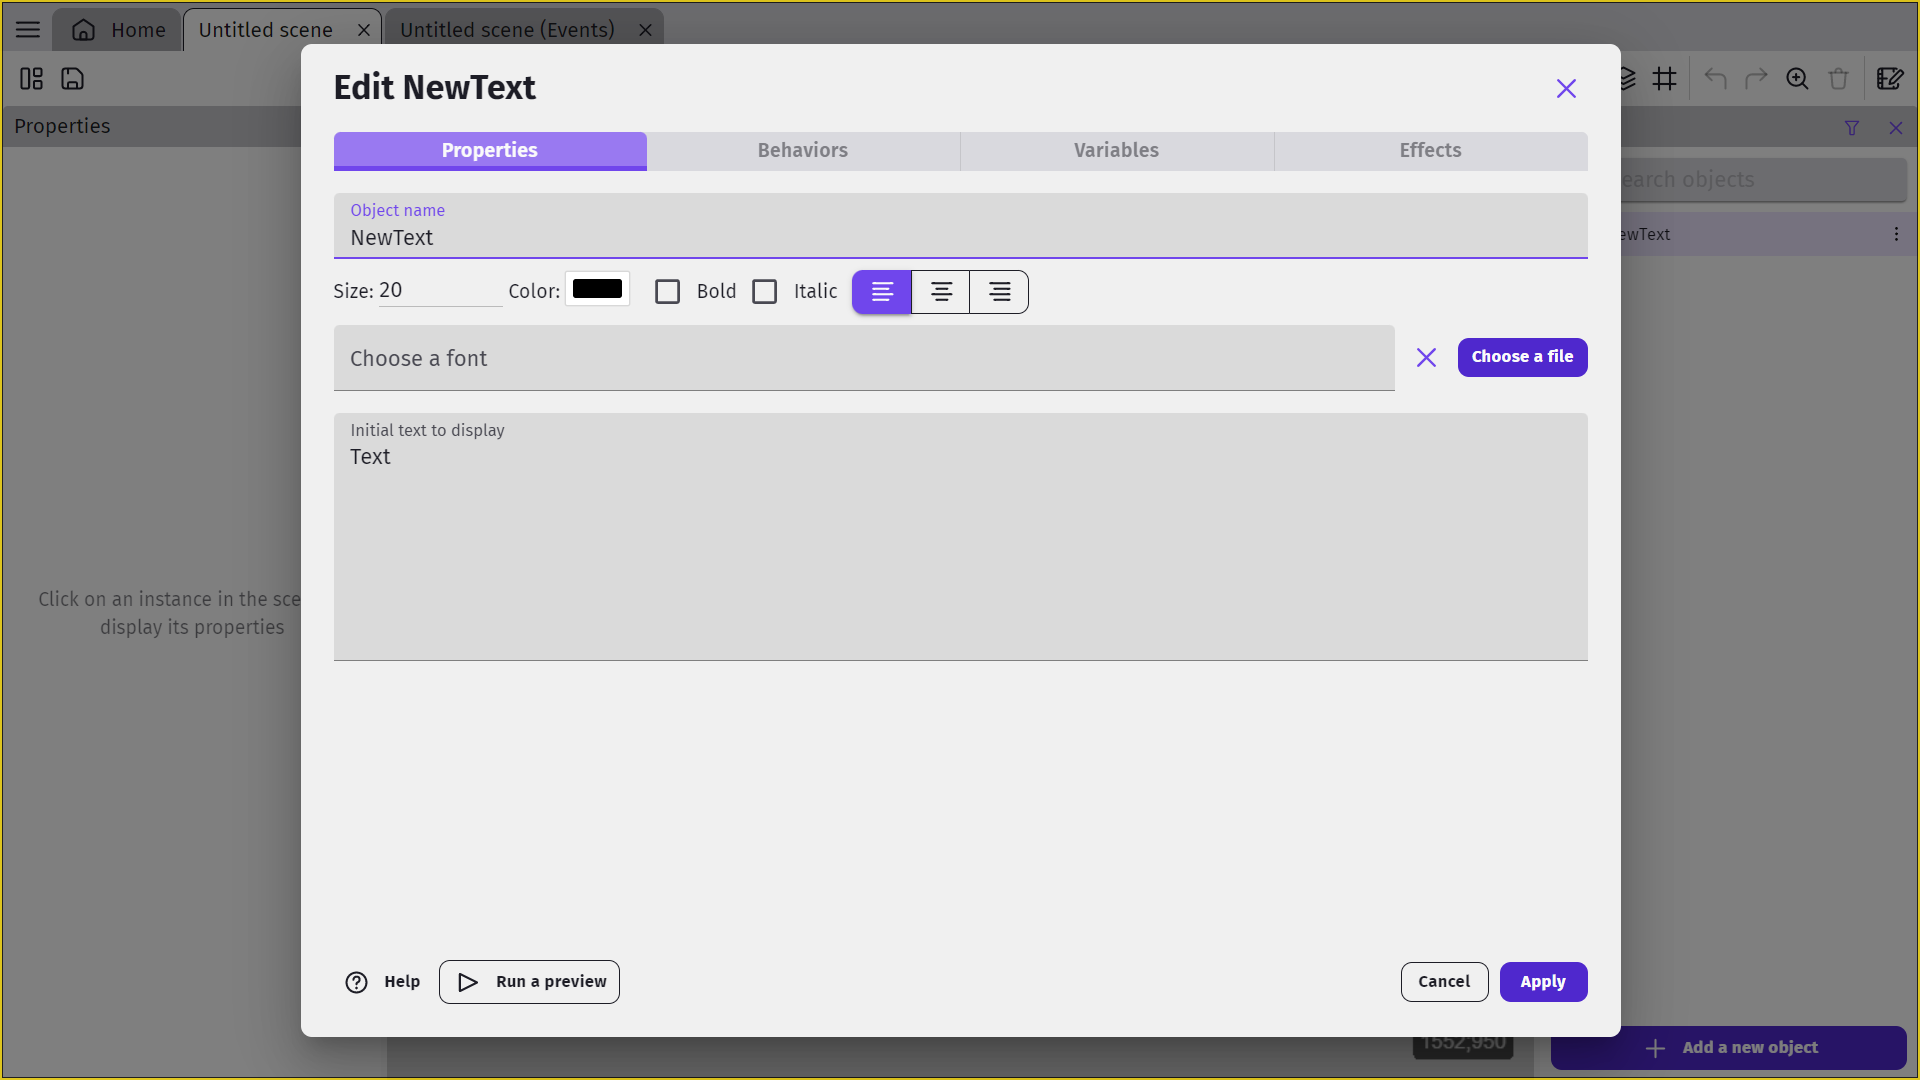 Home
Untitled scene
Untitled scene (Events)
Edit NewText
Properties
Properties
Behaviors
Variables
Effects
Object name
NewText
Size: 20
Color:
Bold
Italic
Choose a font
Choose a file
Initial text to display
Text
Click on an instance in the sce
display its properties
earch objects
ewText
Help
Run a preview
Cancel
Apply
1552;950
Add a new object